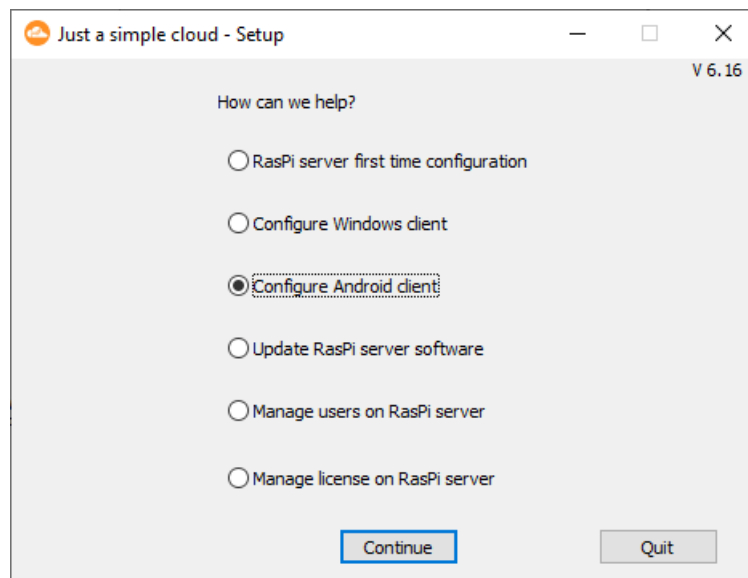 Just a simple cloud - Setup
V 6.16
How can we help?
RasPi server first time configuration
Configure Windows client
Configure Android client
Update RasPi server software
Manage users on RasPi server
Manage license on RasPi server
Continue
Quit